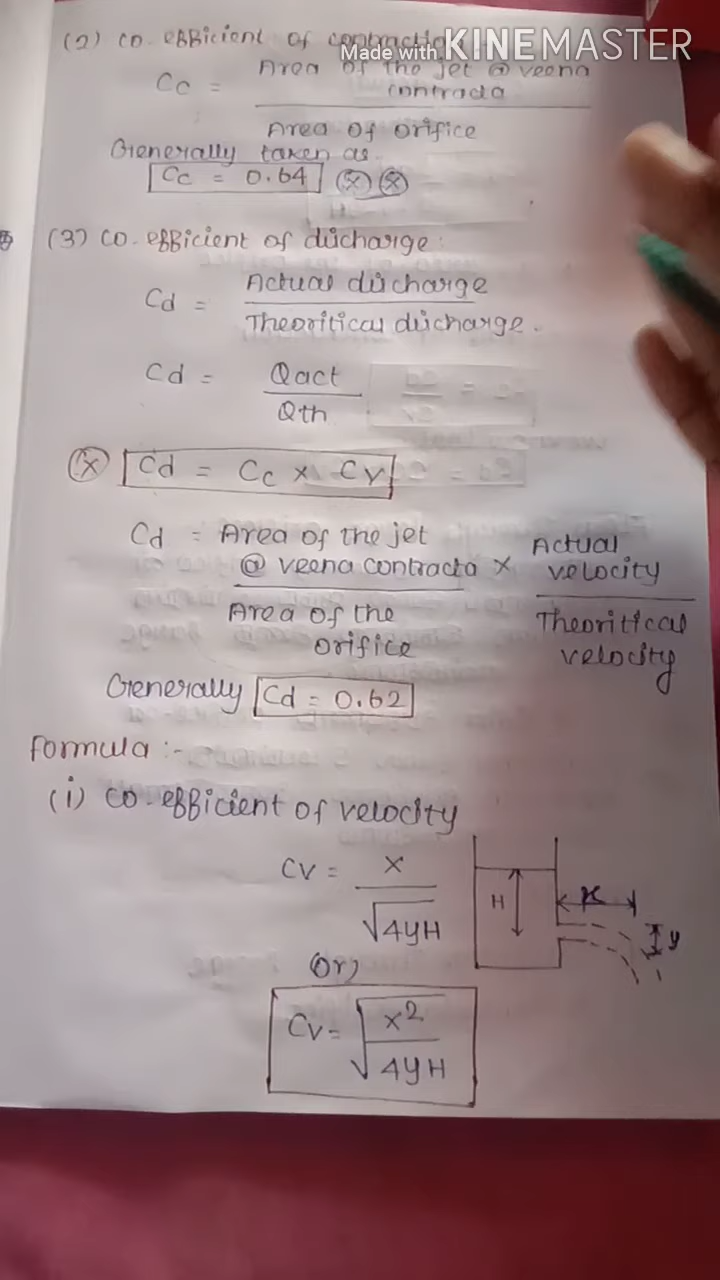 (2) co. efficient of contraction
Made with KINEMASTER
Cc = Area of the jet @ veena
contracta
Area of orifice
Generally taken as
Cc = 0.64
(3) co. efficient of discharge:
Cd = Actual discharge
Theoritical discharge.
Cd = Qact
Qth
Cd = Cc x Cv
Cd = Area of the jet
@ veena contracta x
Area of the
orifice
Actual
velocity
Theoritical
velocity
Generally Cd = 0.62
Formula :-
(i) co. efficient of velocity
CV = x
√4yH
(or)
CV = √x²
4yH
H
x
y